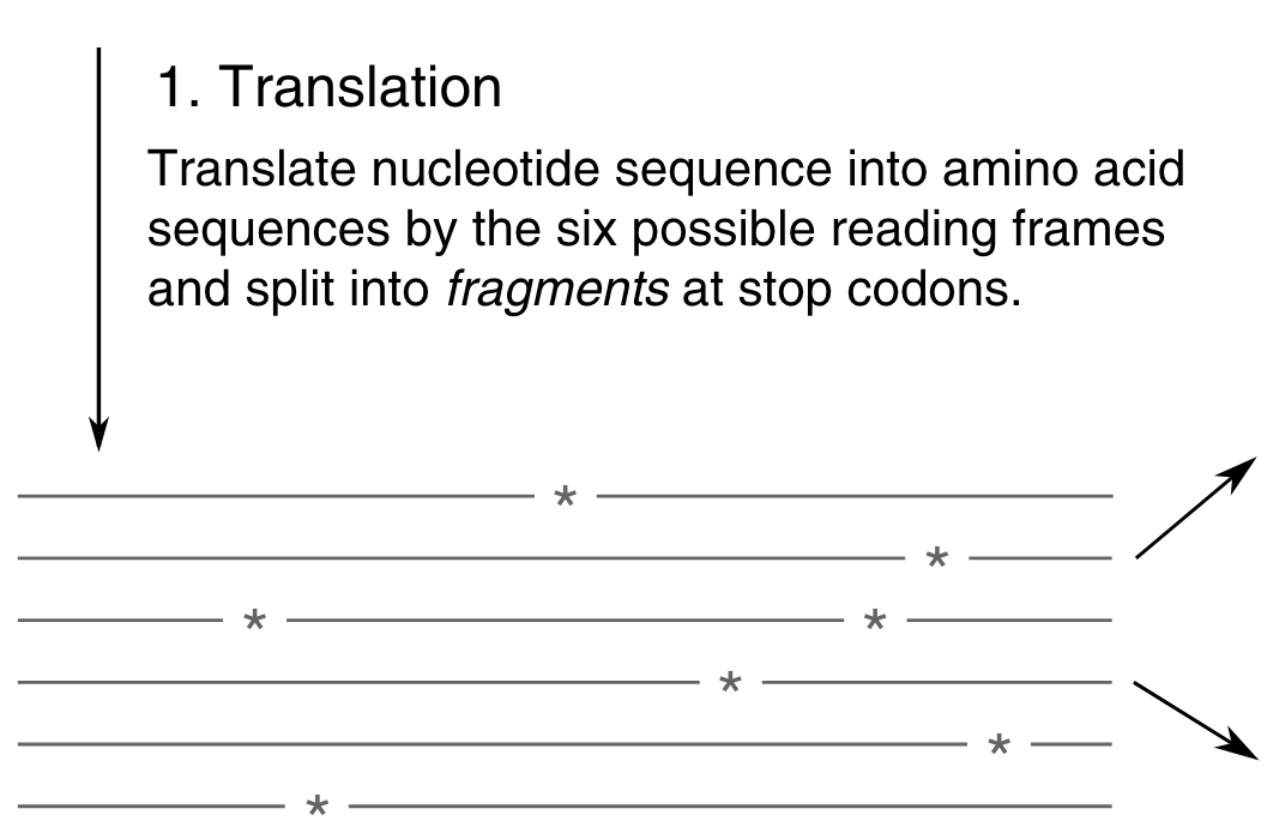 1. Translation
Translate nucleotide sequence into amino acid
sequences by the six possible reading frames
and split into fragments at stop codons.
*
*
* *
*
*
*